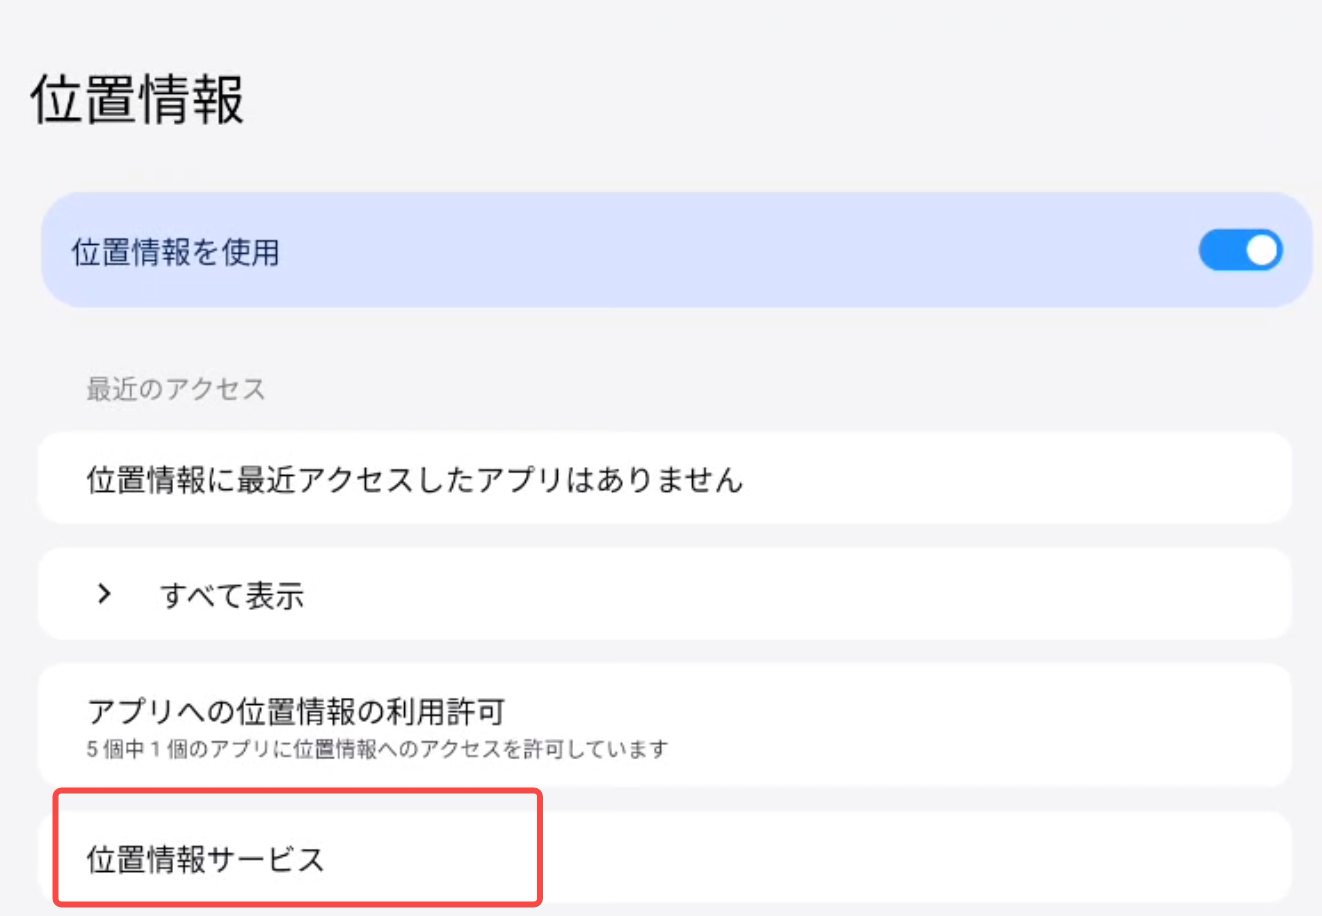 位置情報
位置情報を使用
最近のアクセス
位置情報に最近アクセスしたアプリはありません
すべて表示
アプリへの位置情報の利用許可
5 個中 1 個のアプリに位置情報へのアクセスを許可しています
位置情報サービス